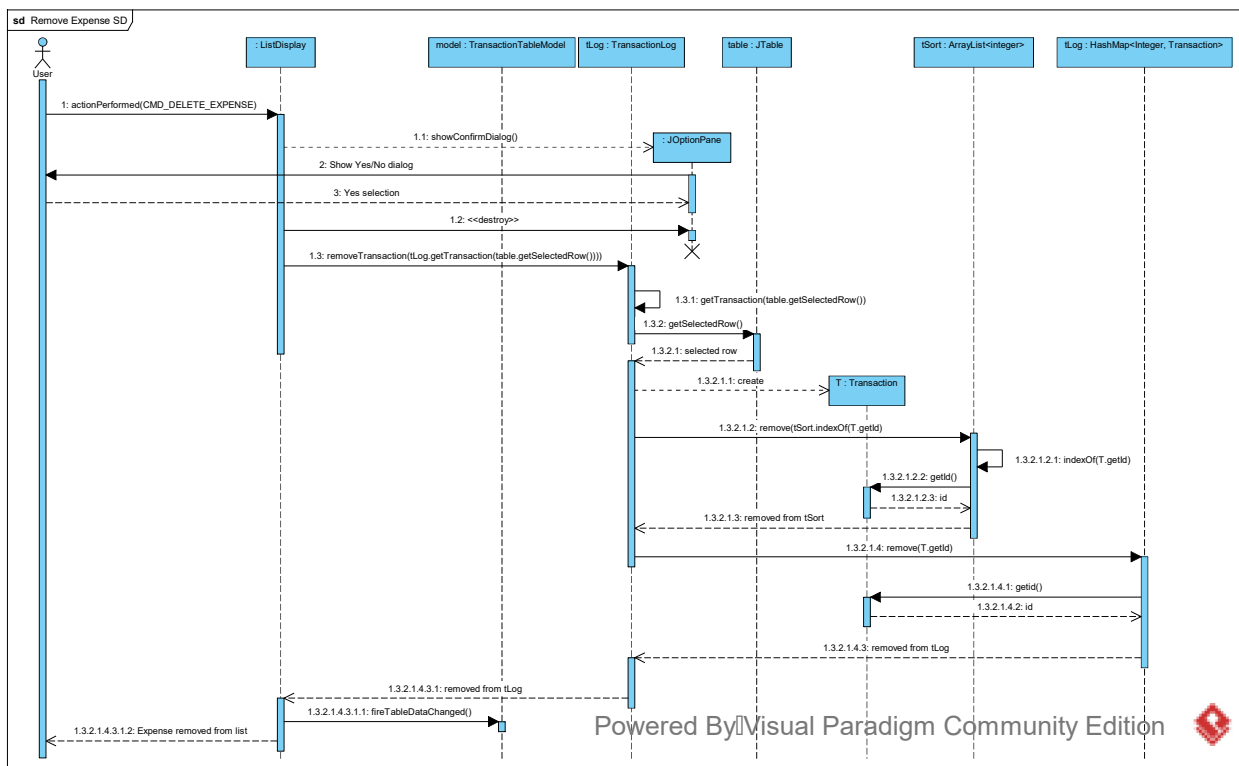 sd Remove Expense SD
: ListDisplay
model : TransactionTableModel
tLog : TransactionLog
table : JTable
tSort : ArrayList<integer>
tLog : HashMap<Integer, Transaction>
User
1: actionPerformed(CMD_DELETE_EXPENSE)
1.1: showConfirmDialog()
: JOptionPane
2: Show Yes/No dialog
3: Yes selection
1.2: <<destroy>>
1.3: removeTransaction(tLog.getTransaction(table.getSelectedRow())))
1.3.1: getTransaction(table.getSelectedRow())
1.3.2: getSelectedRow()
1.3.2.1: selected row
1.3.2.1.1: create
T : Transaction
1.3.2.1.2: remove(tSort.indexOf(T.getId)
1.3.2.1.2.1: indexOf(T.getId)
1.3.2.1.2.2: getId()
1.3.2.1.2.3: id
1.3.2.1.3: removed from tSort
1.3.2.1.4: remove(T.getId)
1.3.2.1.4.1: getid()
1.3.2.1.4.2: id
1.3.2.1.4.3: removed from tLog
1.3.2.1.4.3.1: removed from tLog
1.3.2.1.4.3.1.1: fireTableDataChanged()
1.3.2.1.4.3.1.2: Expense removed from list
Powered By Visual Paradigm Community Edition